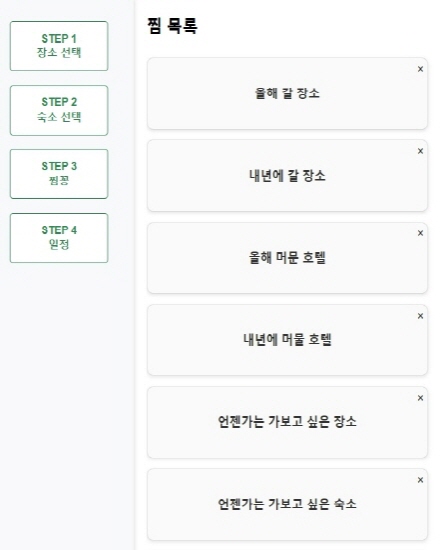 STEP 1
장소 선택
STEP 2
숙소 선택
STEP 3
찜꽁
STEP 4
일정
찜 목록
x
올해 갈 장소
x
내년에 갈 장소
x
올해 머문 호텔
x
내년에 머물 호텔
x
언젠가는 가보고 싶은 장소
x
언젠가는 가보고 싶은 숙소